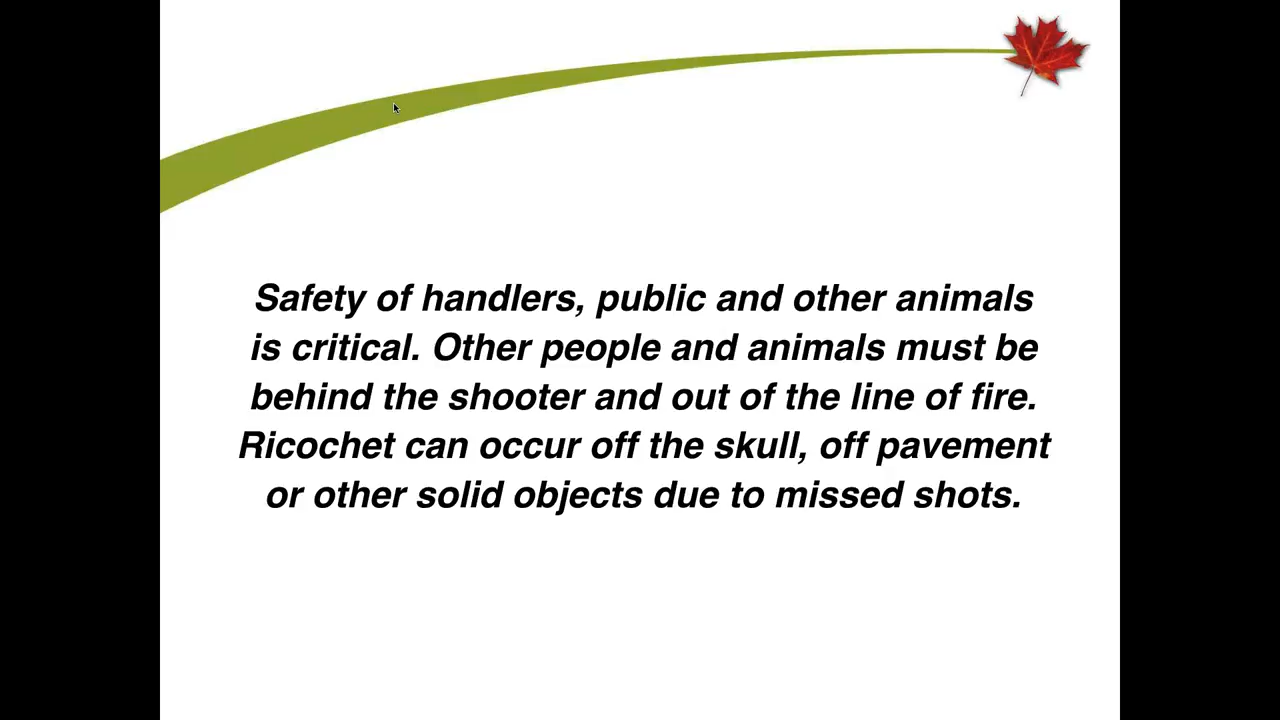 Safety of handlers, public and other animals
is critical. Other people and animals must be
behind the shooter and out of the line of fire.
Ricochet can occur off the skull, off pavement
or other solid objects due to missed shots.